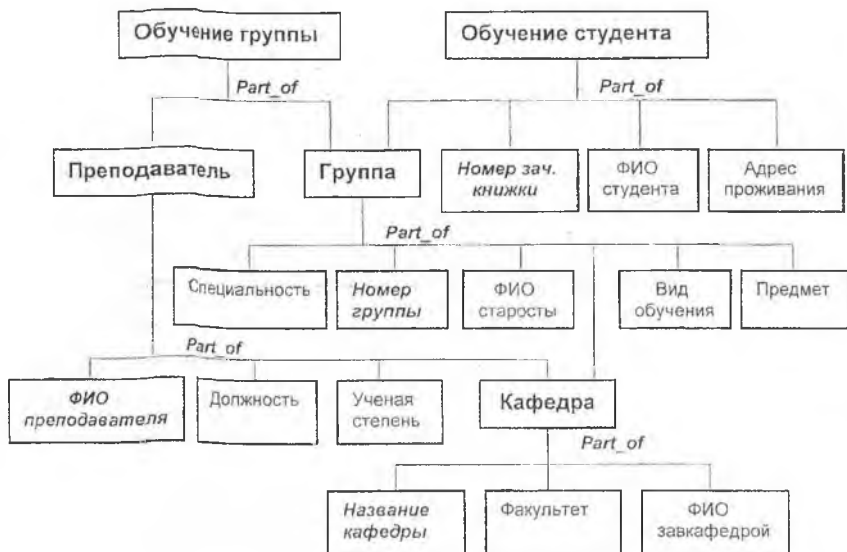 Обучение группы
Обучение студента
Part_of
Part_of
Преподаватель
Группа
Номер зач.
книжки
ФИО
студента
Адрес
проживания
Part_of
Специальность
Номер
группы
ФИО
старосты
Вид
обучения
Предмет
Part_of
ФИО
преподавателя
Должность
Ученая
степень
Кафедра
Part_of
Название
кафедры
Факультет
ФИО
завкафедрой